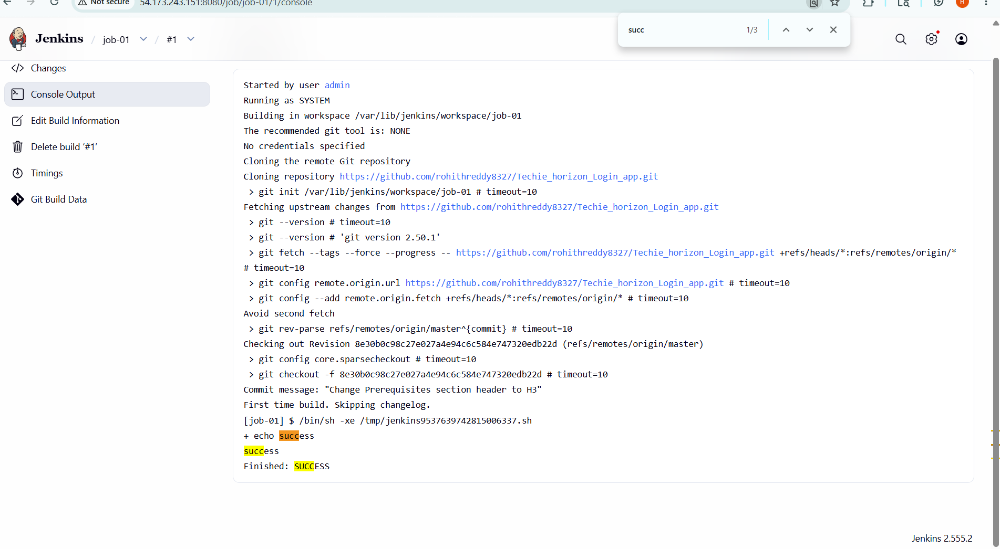 Not secure 54.173.243.151:8080/job/job-01/1/console R
succ 1/3
Jenkins / job-01 / #1
Changes
Console Output
Edit Build Information
Delete build ‘#1’
Timings
Git Build Data
Started by user admin
Running as SYSTEM
Building in workspace /var/lib/jenkins/workspace/job-01
The recommended git tool is: NONE
No credentials specified
Cloning the remote Git repository
Cloning repository https://github.com/rohithreddy8327/Techie_horizon_Login_app.git
> git init /var/lib/jenkins/workspace/job-01 # timeout=10
Fetching upstream changes from https://github.com/rohithreddy8327/Techie_horizon_Login_app.git
> git --version # timeout=10
> git --version # 'git version 2.50.1'
> git fetch --tags --force --progress -- https://github.com/rohithreddy8327/Techie_horizon_Login_app.git +refs/heads/*:refs/remotes/origin/*
# timeout=10
> git config remote.origin.url https://github.com/rohithreddy8327/Techie_horizon_Login_app.git # timeout=10
> git config --add remote.origin.fetch +refs/heads/*:refs/remotes/origin/* # timeout=10
Avoid second fetch
> git rev-parse refs/remotes/origin/master^{commit} # timeout=10
Checking out Revision 8e30b0c98c27e027a4e94c6c584e747320edb22d (refs/remotes/origin/master)
> git config core.sparsecheckout # timeout=10
> git checkout -f 8e30b0c98c27e027a4e94c6c584e747320edb22d # timeout=10
Commit message: "Change Prerequisites section header to H3"
First time build. Skipping changelog.
[job-01] $ /bin/sh -xe /tmp/jenkins9537639742815006337.sh
+ echo success
success
Finished: SUCCESS
Jenkins 2.555.2